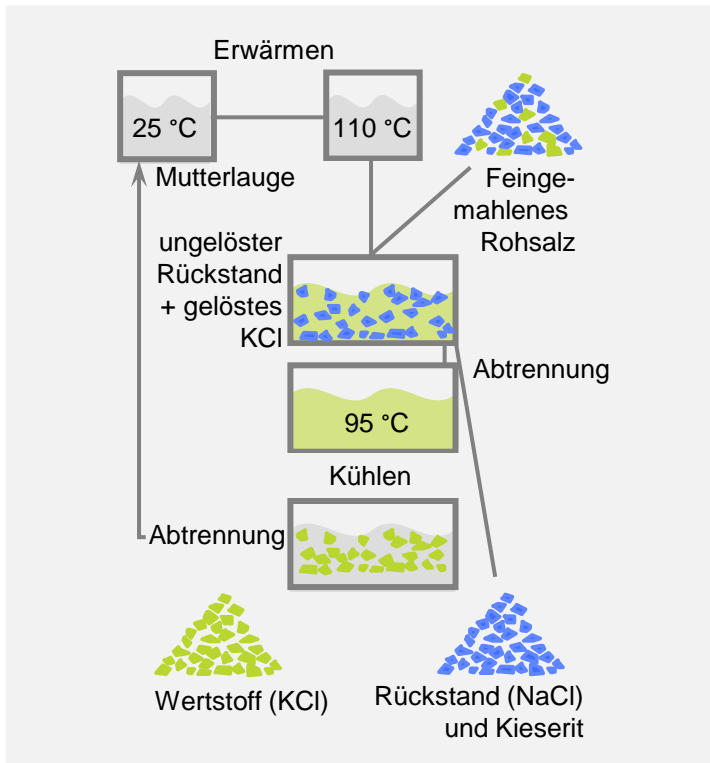 Erwärmen
25 °C
110 °C
Mutterlauge
Feinge-
mahlenes
Rohsalz
ungelöster
Rückstand
+ gelöstes
KCl
Abtrennung
95 °C
Kühlen
Abtrennung
Wertstoff (KCl)
Rückstand (NaCl)
und Kieserit